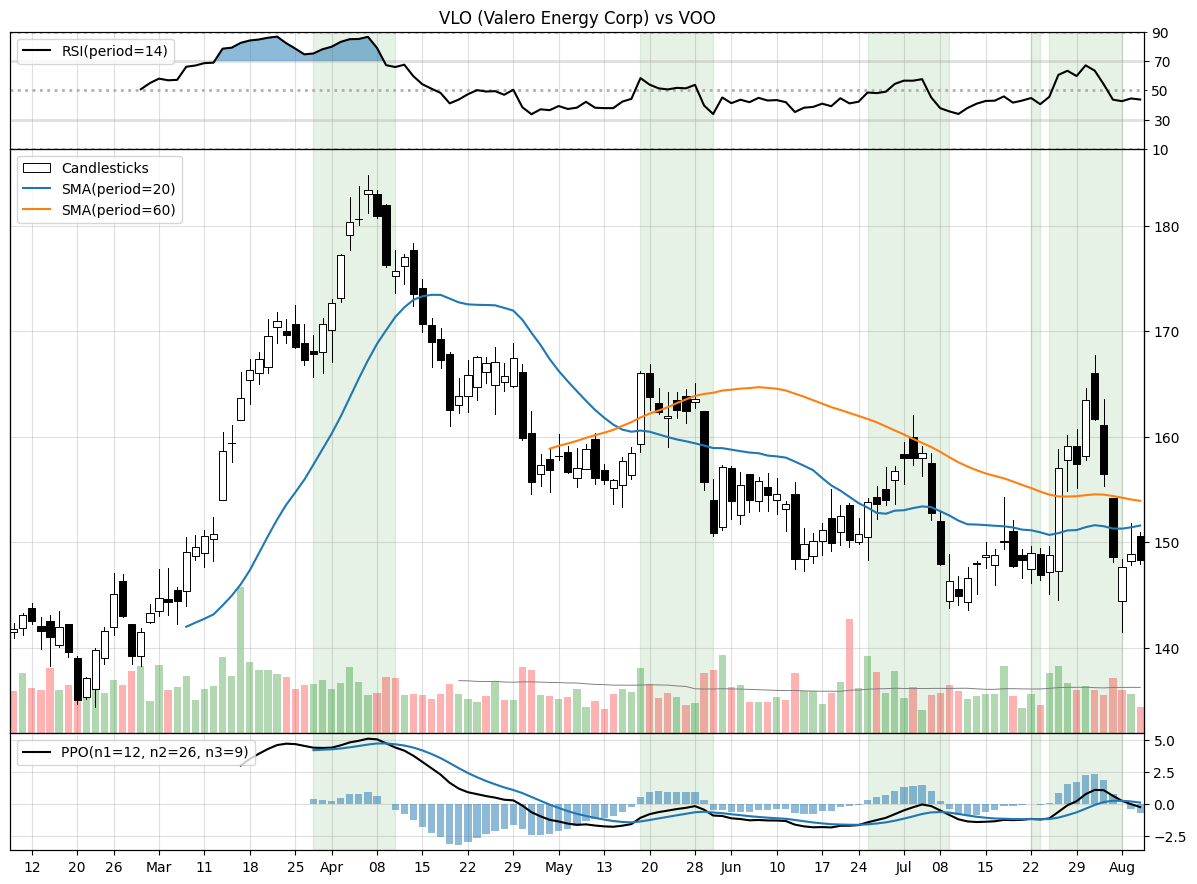 VLO (Valero Energy Corp) vs VOO
RSI(period=14)
90
70
50
30
10
Candlesticks
SMA(period=20)
SMA(period=60)
180
170
160
150
140
PPO(n1=12, n2=26, n3=9)
5.0
2.5
0.0
−2.5
12 20 26 Mar 11 18 25 Apr 08 15 22 29 May 13 20 28 Jun 10 17 24 Jul 08 15 22 29 Aug